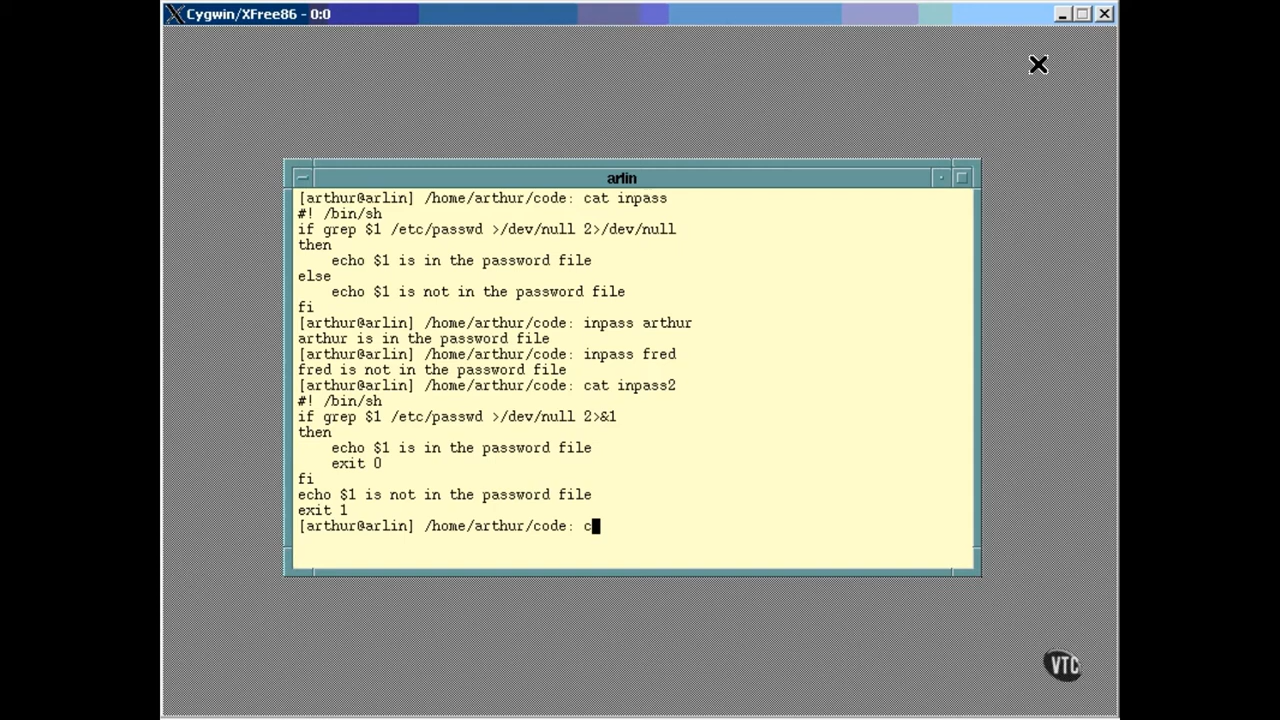 Cygwin/XFree86 - 0:0
arlin
[arthur@arlin] /home/arthur/code: cat inpass
#! /bin/sh
if grep $1 /etc/passwd >/dev/null 2>/dev/null
then
    echo $1 is in the password file
else
    echo $1 is not in the password file
fi
[arthur@arlin] /home/arthur/code: inpass arthur
arthur is in the password file
[arthur@arlin] /home/arthur/code: inpass fred
fred is not in the password file
[arthur@arlin] /home/arthur/code: cat inpass2
#! /bin/sh
if grep $1 /etc/passwd >/dev/null 2>&1
then
    echo $1 is in the password file
    exit 0
fi
echo $1 is not in the password file
exit 1
[arthur@arlin] /home/arthur/code: c
VTC